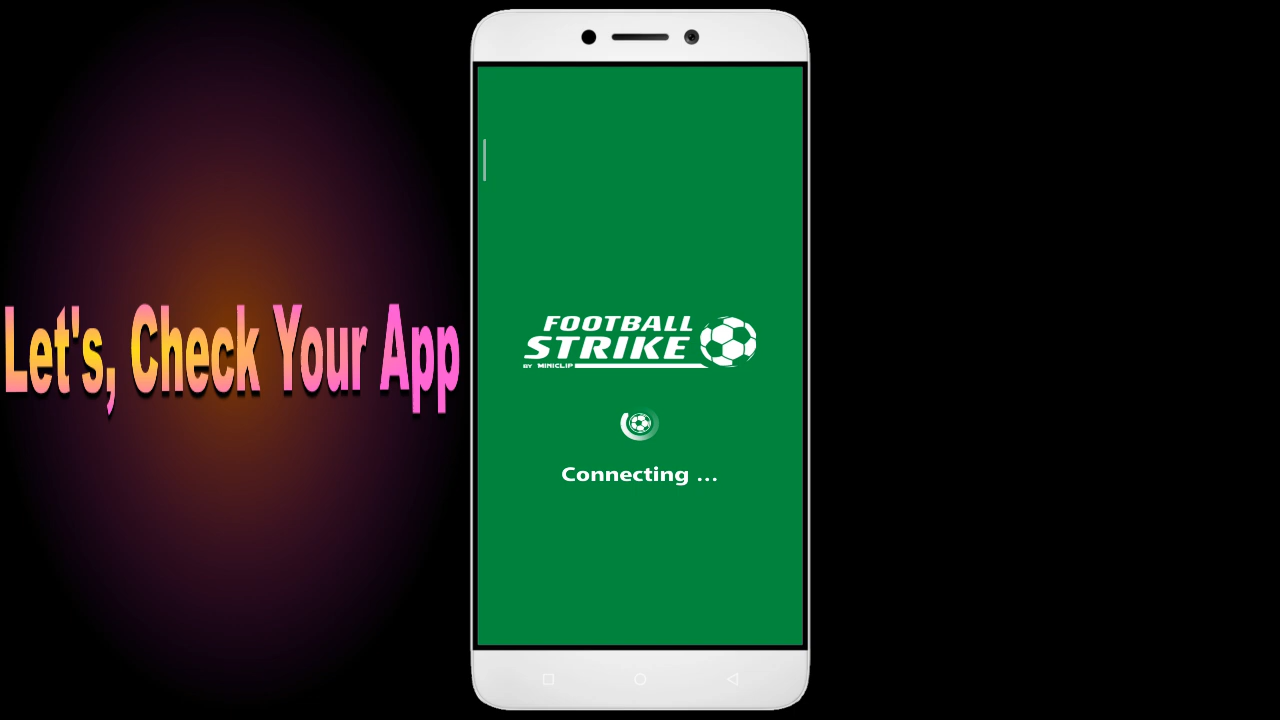 Let's, Check Your App
FOOTBALL
STRIKE
BY MINICLIP
Connecting ...